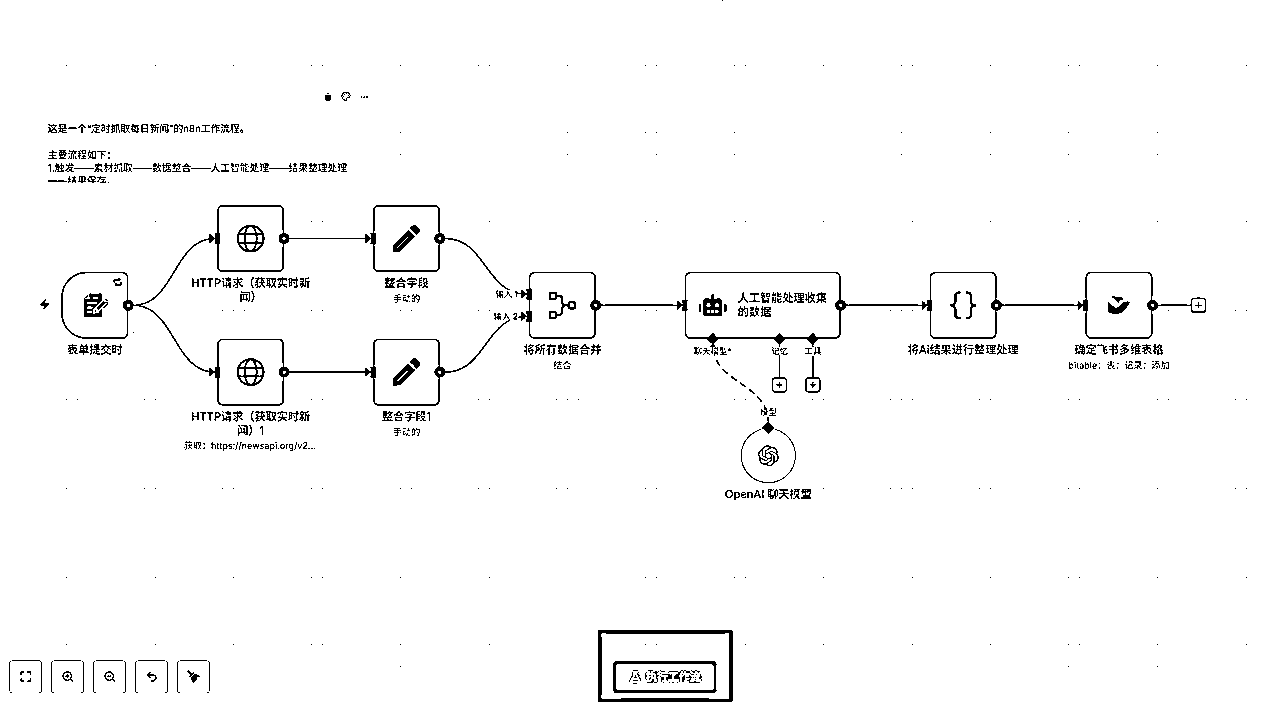 这是一个"定时抓取每日新闻"的n8n工作流程。
主要流程如下：
1.触发——素材抓取——数据整合——人工智能处理——结果整理处理
——结果保存.
HTTP请求（获取实时新
闻）
整合字段
手动的
表单提交时
输入 1
输入 2
将所有数据合并
结合
人工智能处理收集
的数据
聊天模型*
记忆
工具
模型
OpenAI 聊天模型
将Ai结果进行整理处理
确定飞书多维表格
bitable：表：记录：添加
HTTP请求（获取实时新
闻）1
获取：https://newsapi.org/v2...
整合字段1
手动的
执行工作流